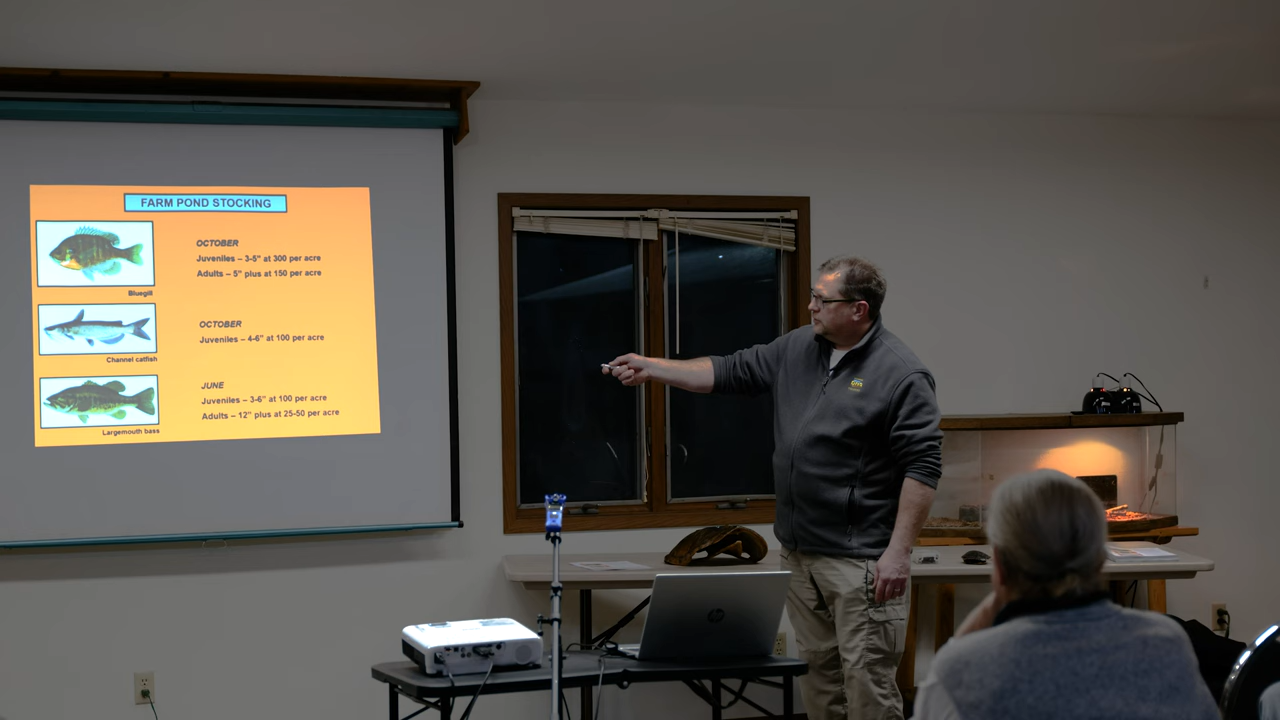 FARM POND STOCKING
OCTOBER
Juveniles – 3-5" at 300 per acre
Adults – 5" plus at 150 per acre
Bluegill
OCTOBER
Juveniles – 4-6" at 100 per acre
Channel catfish
JUNE
Juveniles – 3-6" at 100 per acre
Adults – 12" plus at 25-50 per acre
Largemouth bass
hp